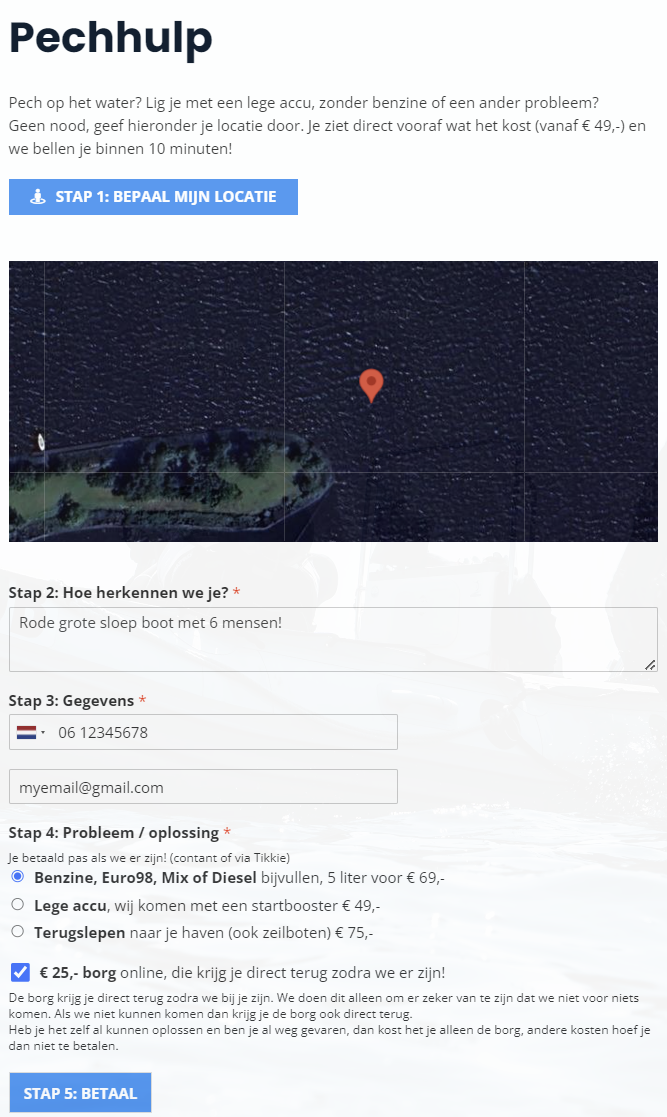 Pechhulp
Pech op het water? Lig je met een lege accu, zonder benzine of een ander probleem?
Geen nood, geef hieronder je locatie door. Je ziet direct vooraf wat het kost (vanaf € 49,-) en
we bellen je binnen 10 minuten!
STAP 1: BEPAAL MIJN LOCATIE
Stap 2: Hoe herkennen we je? *
Rode grote sloep boot met 6 mensen!
Stap 3: Gegevens *
06 12345678
myemail@gmail.com
Stap 4: Probleem / oplossing *
Je betaald pas als we er zijn! (contant of via Tikkie)
Benzine, Euro98, Mix of Diesel bijvullen, 5 liter voor € 69,-
Lege accu, wij komen met een startbooster € 49,-
Terugslepen naar je haven (ook zeilboten) € 75,-
€ 25,- borg online, die krijg je direct terug zodra we er zijn!
De borg krijg je direct terug zodra we bij je zijn. We doen dit alleen om er zeker van te zijn dat we niet voor niets
komen. Als we niet kunnen komen dan krijg je de borg ook direct terug.
Heb je het zelf al kunnen oplossen en ben je al weg gevaren, dan kost het je alleen de borg, andere kosten hoef je
dan niet te betalen.
STAP 5: BETAAL